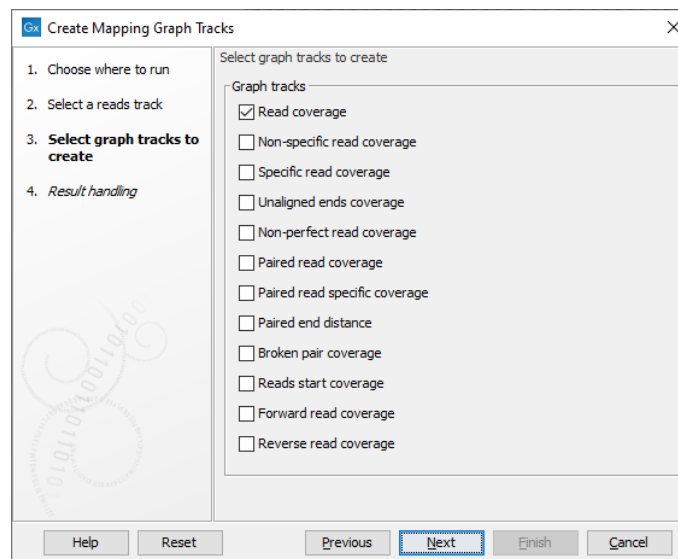 Gx Create Mapping Graph Tracks
1. Choose where to run
2. Select a reads track
3. Select graph tracks to
create
4. Result handling
Select graph tracks to create
Graph tracks
Read coverage
Non-specific read coverage
Specific read coverage
Unaligned ends coverage
Non-perfect read coverage
Paired read coverage
Paired read specific coverage
Paired end distance
Broken pair coverage
Reads start coverage
Forward read coverage
Reverse read coverage
Help Reset Previous Next Finish Cancel